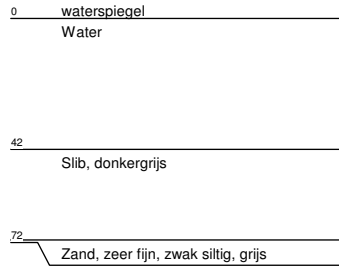 0 waterspiegel
Water
42
Slib, donkergrijs
72
Zand, zeer fijn, zwak siltig, grijs